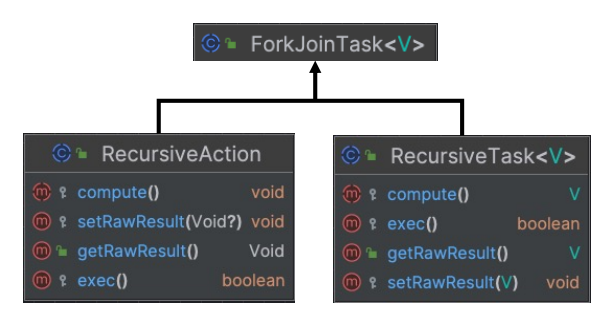 ForkJoinTask<V>
RecursiveAction
compute() void
setRawResult(Void?) void
getRawResult() Void
exec() boolean
RecursiveTask<V>
compute() V
exec() boolean
getRawResult() V
setRawResult(V) void